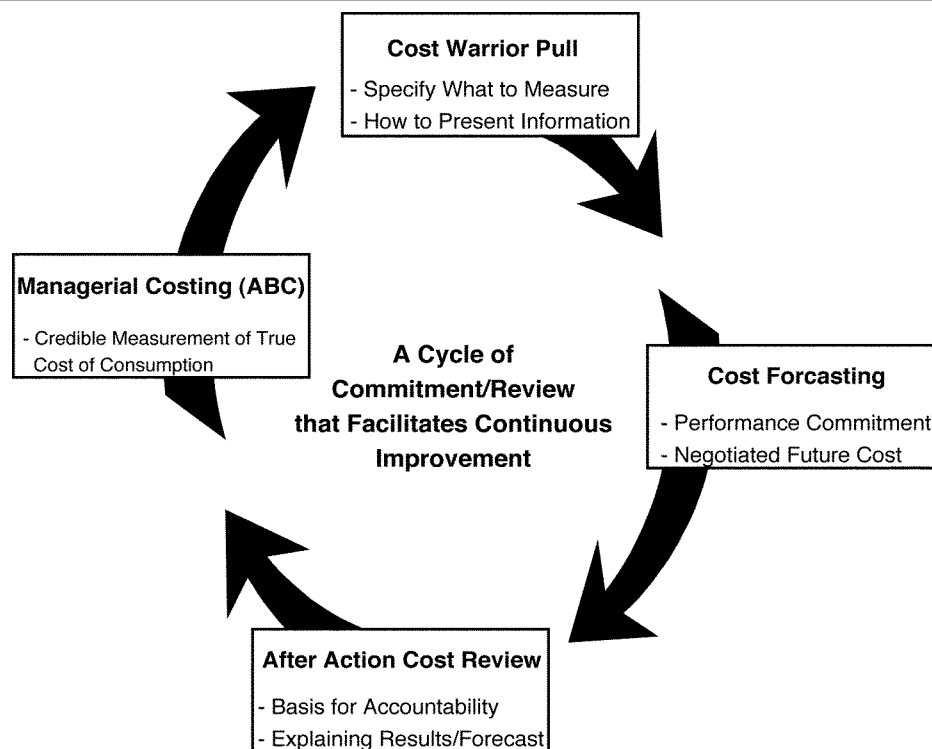 Cost Warrior Pull
- Specify What to Measure
- How to Present Information
Managerial Costing (ABC)
- Credible Measurement of True
Cost of Consumption
A Cycle of
Commitment/Review
that Facilitates Continuous
Improvement
Cost Forcasting
- Performance Commitment
- Negotiated Future Cost
After Action Cost Review
- Basis for Accountability
- Explaining Results/Forecast